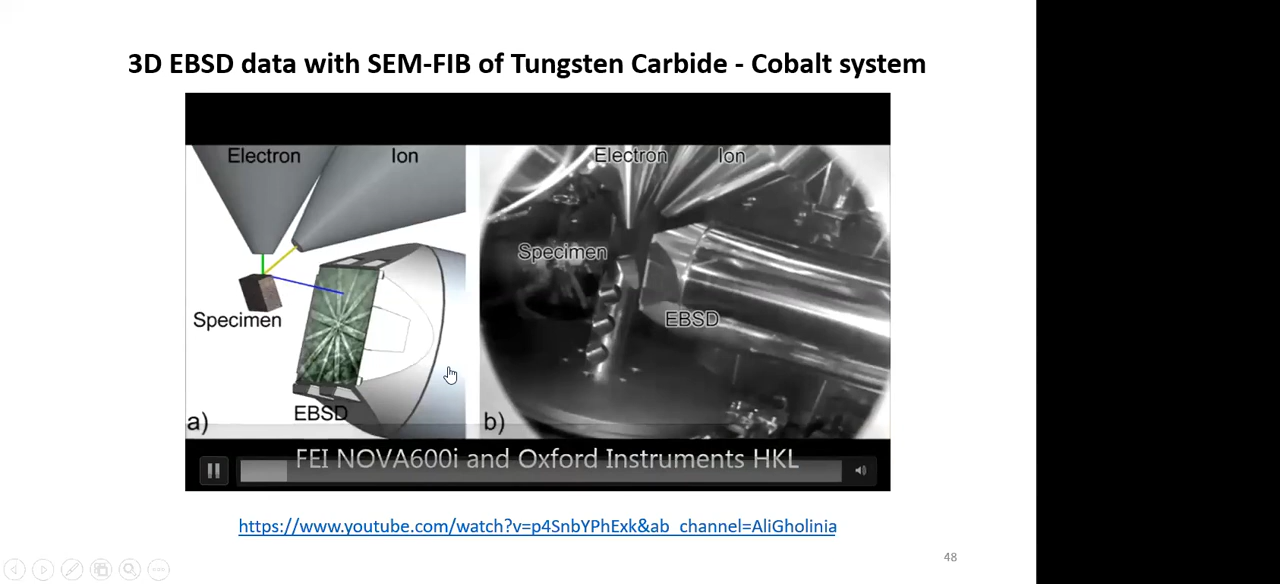 3D EBSD data with SEM-FIB of Tungsten Carbide - Cobalt system
Electron
Ion
Specimen
EBSD
a)
Electron
Ion
Specimen
EBSD
b)
FEI NOVA600i and Oxford Instruments HKL
https://www.youtube.com/watch?v=p4SnbYPhExk&ab_channel=AliGholinia
48